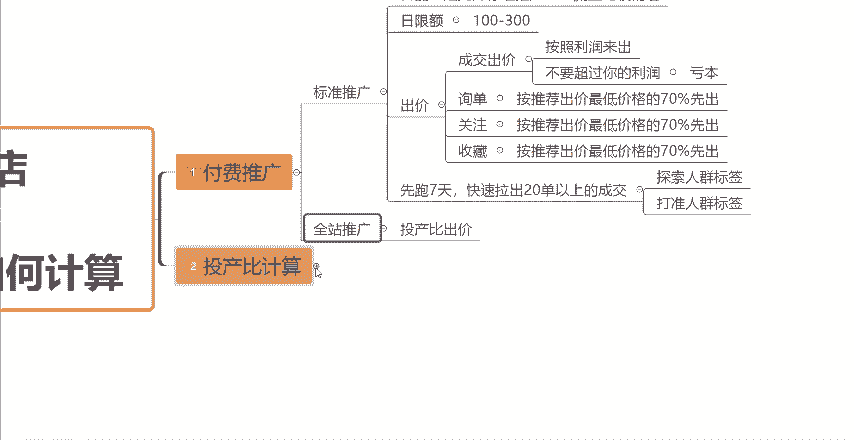 日限额 100-300
成交出价
按照利润来出
不要超过你的利润 亏本
出价
询单 按推荐出价最低价格的70%先出
关注 按推荐出价最低价格的70%先出
收藏 按推荐出价最低价格的70%先出
标准推广
先跑7天，快速拉出20单以上的成交
探索人群标签
打准人群标签
1 付费推广
全站推广 投产比出价
2 投产比计算
店
何计算